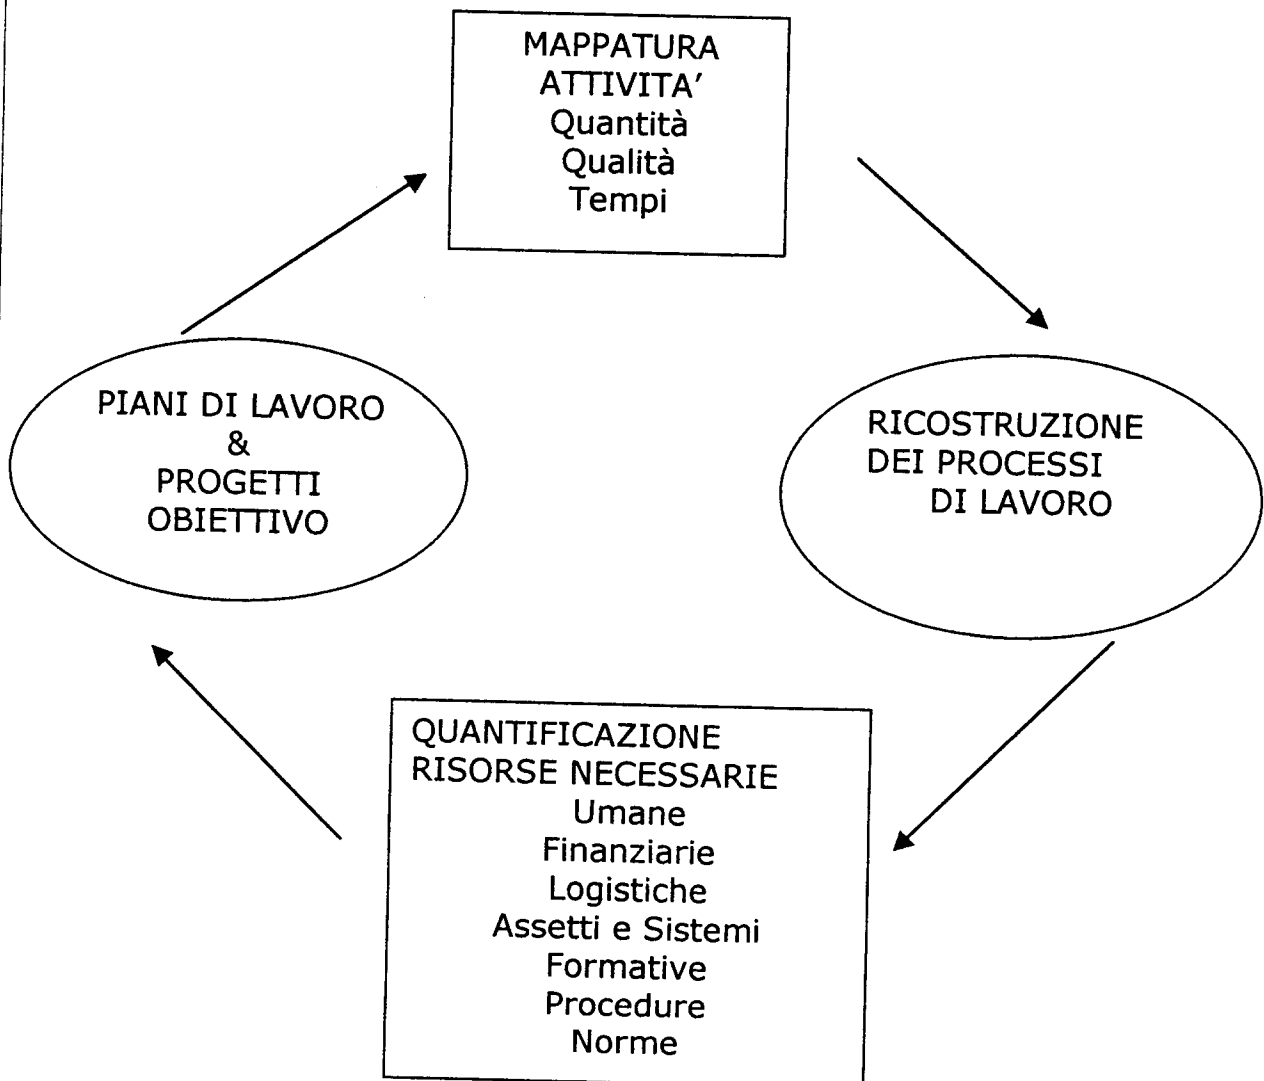 MAPPATURA
ATTIVITA’
Quantità
Qualità
Tempi
PIANI DI LAVORO
&
PROGETTI
OBIETTIVO
RICOSTRUZIONE
DEI PROCESSI
DI LAVORO
QUANTIFICAZIONE
RISORSE NECESSARIE
Umane
Finanziarie
Logistiche
Assetti e Sistemi
Formative
Procedure
Norme